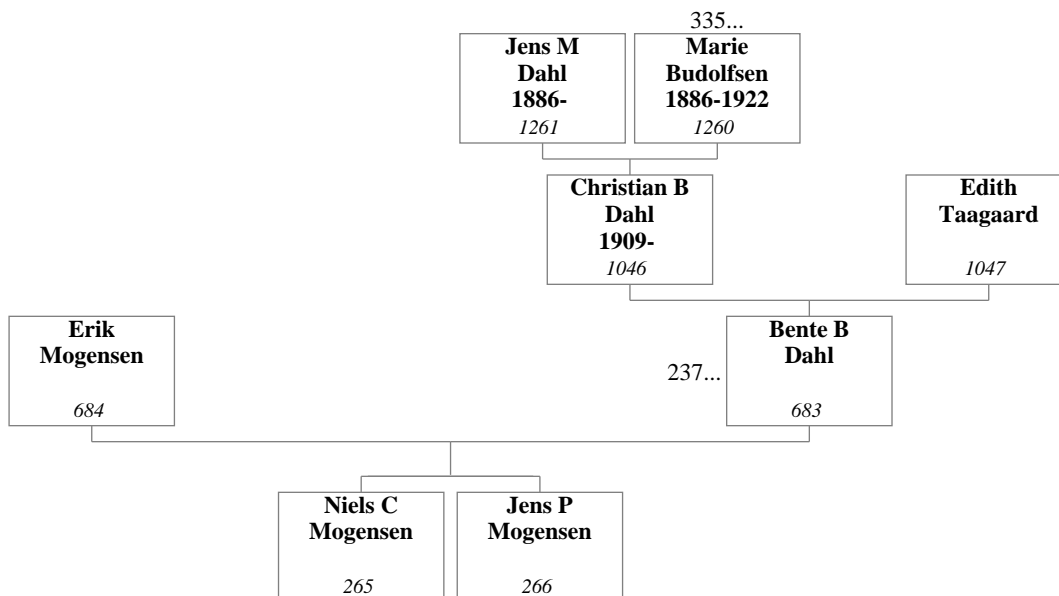 335...
Jens M
Dahl
1886-
1261
Marie
Budolfsen
1886-1922
1260
Christian B
Dahl
1909-
1046
Edith
Taagaard
1047
Erik
Mogensen
684
237...
Bente B
Dahl
683
Niels C
Mogensen
265
Jens P
Mogensen
266